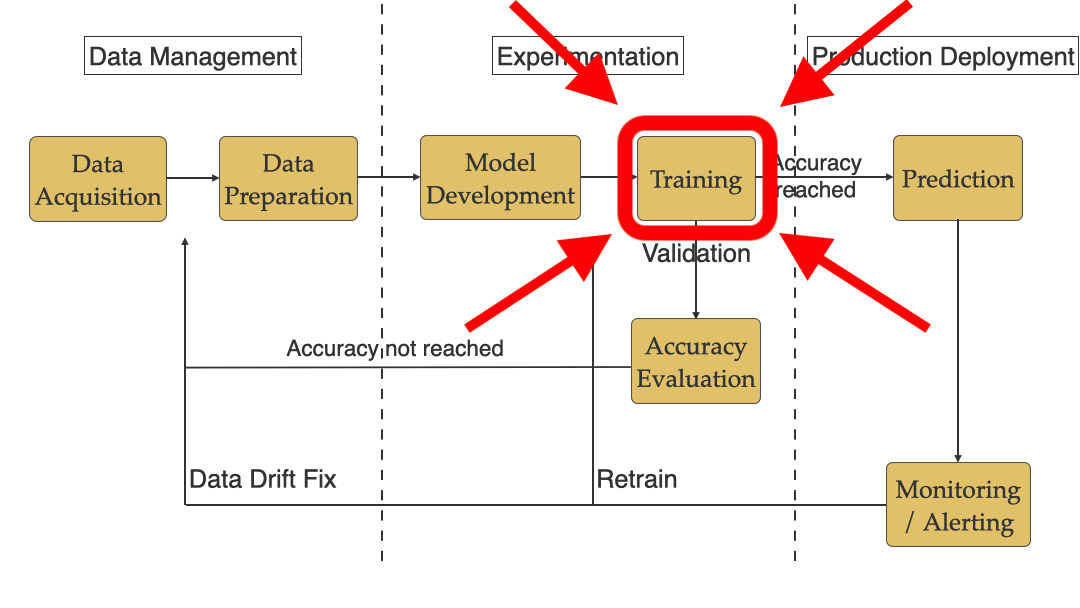 Data Management
Experimentation
Production Deployment
Data
Acquisition
Data
Preparation
Model
Development
Training
Accuracy
reached
Prediction
Validation
Accuracy
Evaluation
Accuracy not reached
Data Drift Fix
Retrain
Monitoring
/ Alerting